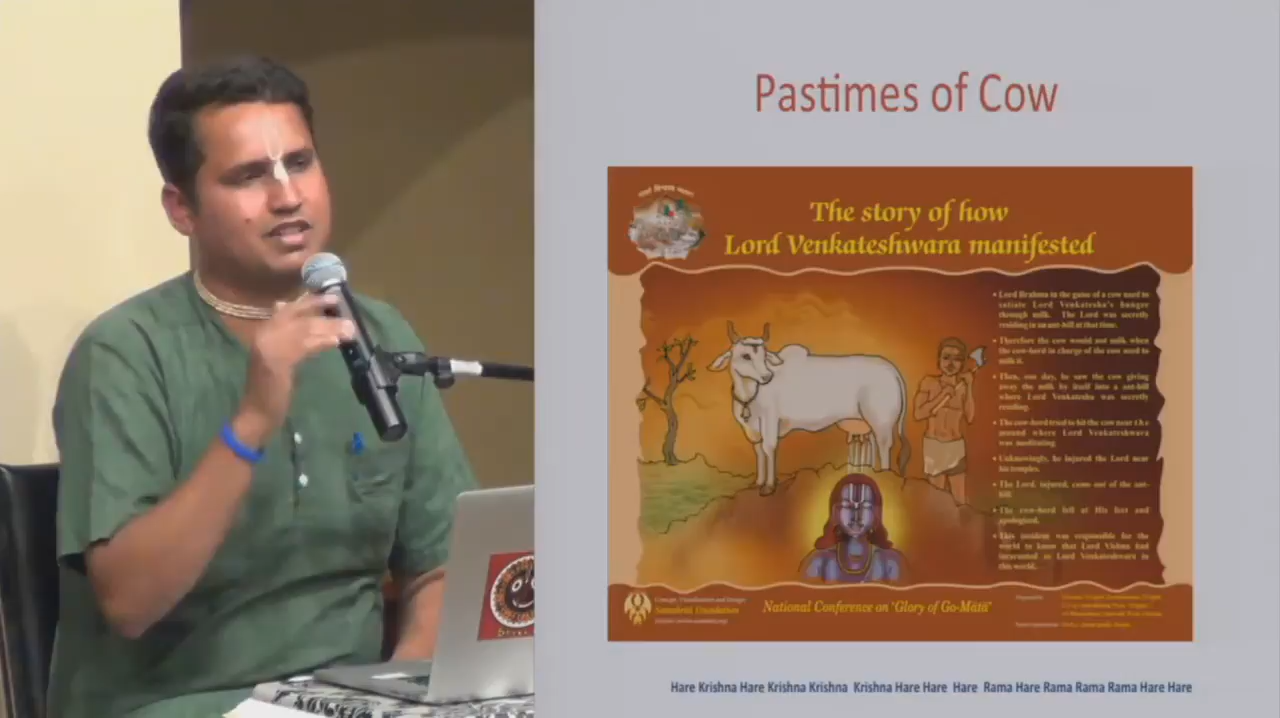 Pastimes of Cow
The story of how
Lord Venkateshwara manifested
• Lord Brahma in the guise of a cow used to
satiate Lord Venkatesha's hunger
through milk. The Lord was secretly
residing in an ant-hill at that time.
• Therefore the cow would not milk when
the cow-herd in charge of the cow used to
milk it.
• Then, one day, he saw the cow giving
away the milk by itself into a ant-hill
where Lord Venkatesha was secretly
residing.
• The cow-herd tried to hit the cow near the
around where Lord Venkateshwara
was meditating.
• Unknowingly, he injured the Lord near
his temples.
• The Lord, injured, came out of the ant-
hill.
• The cow-herd fell at His feet and
apologized.
• This incident was responsible for the
world to know that Lord Vishnu had
incarnated as Lord Venkateshwara in
this world.
Concept, Visualization and Design:
Foundation
National Conference on 'Glory of Go-Mātā'
Hare Krishna Hare Krishna Krishna Krishna Hare Hare Hare Rama Hare Rama Rama Rama Hare Hare